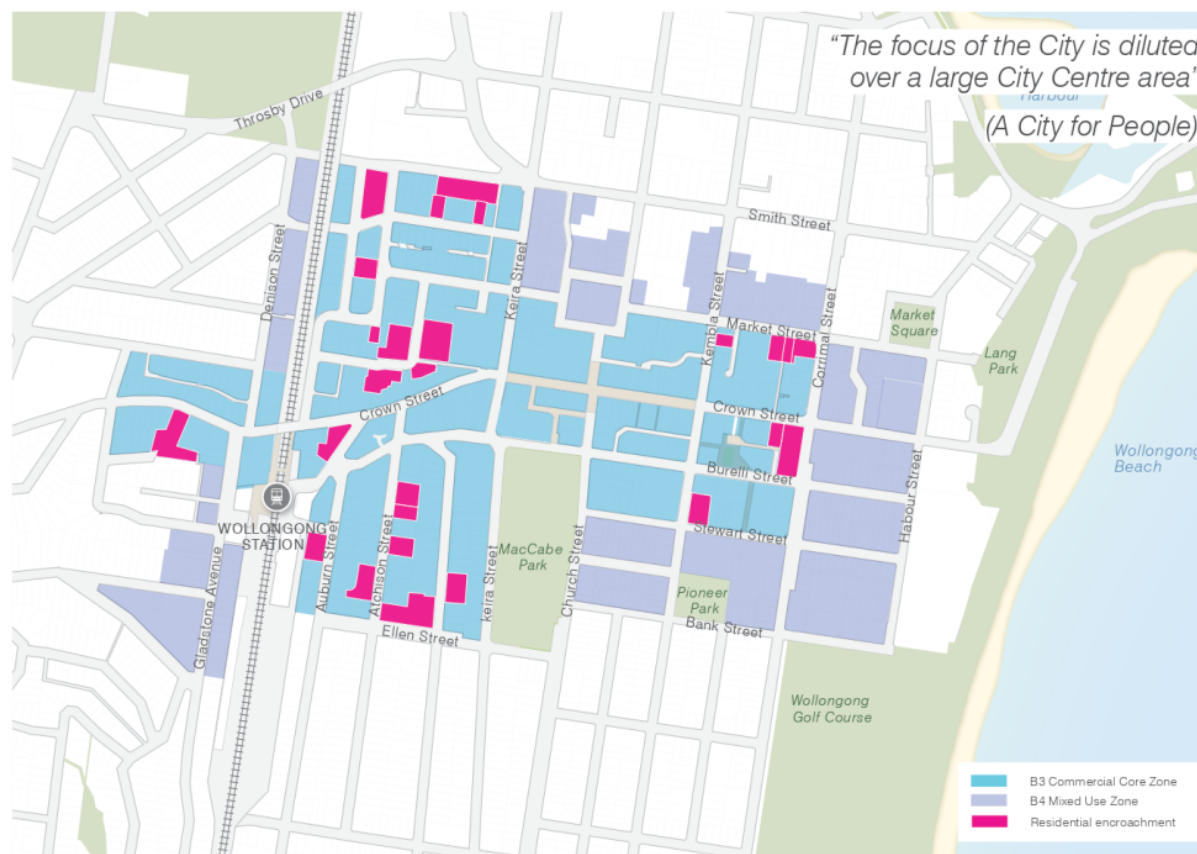 “The focus of the City is diluted
over a large City Centre area”
Harbour
(A City for People)
Throsby Drive
Smith Street
Denison Street
Keira Street
Kembla Street
Market Street
Corrimal Street
Market
Square
Lang
Park
Crown Street
Crown Street
Wollongong
Beach
Burelli Street
Habour Street
WOLLONGONG
STATION
Stewart Street
Auburn Street
Atchison Street
keira Street
MacCabe
Park
Church Street
Gladstone Avenue
Pioneer
Park
Bank Street
Ellen Street
Wollongong
Golf Course
B3 Commercial Core Zone
B4 Mixed Use Zone
Residential encroachment